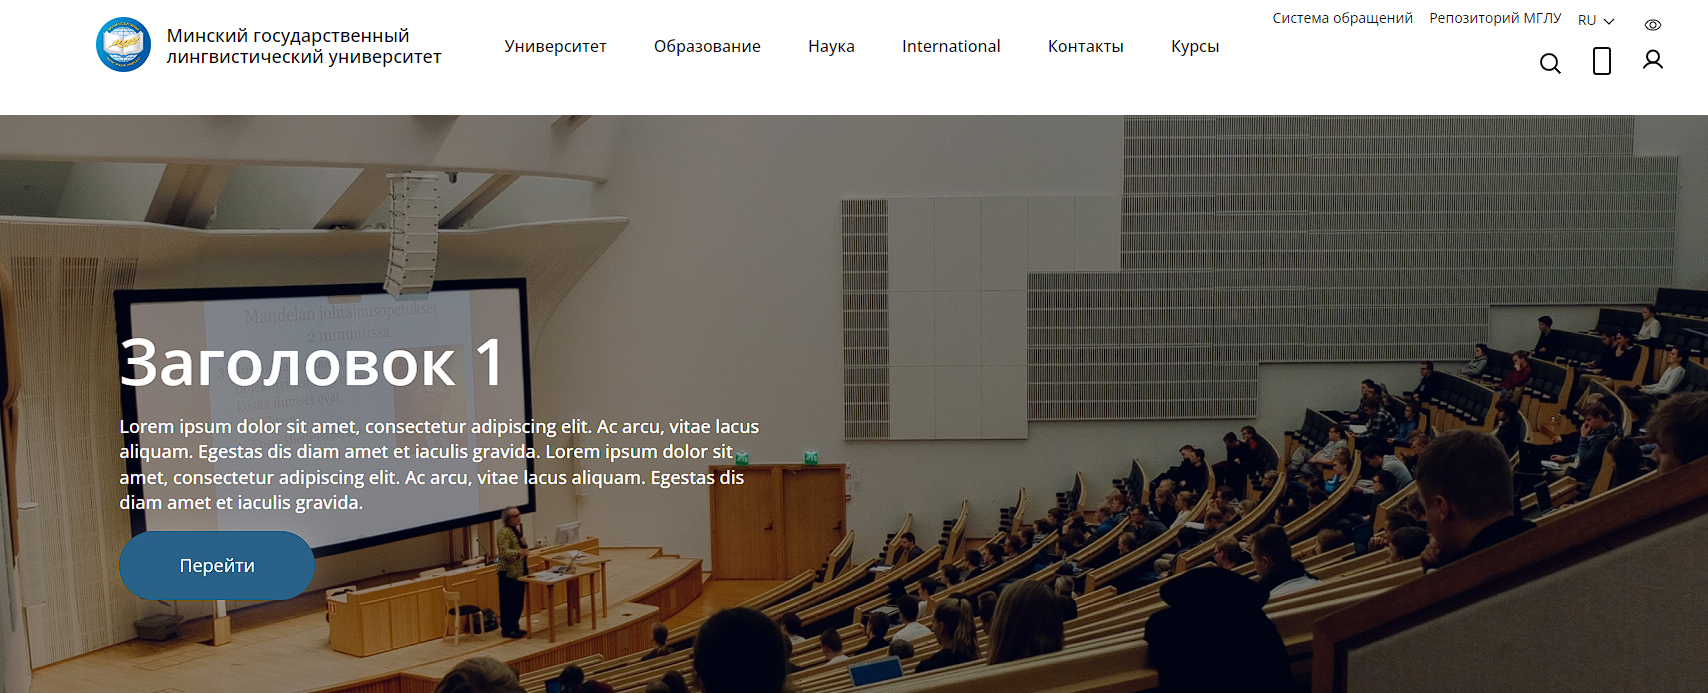 Система обращений Репозиторий МГЛУ RU
Минский государственный
лингвистический университет
Университет Образование Наука International Контакты Курсы
Mandelan johtajuusopetukset
2 minuutissa
Заголовок 1
koska ihmiset ovat
Lorem ipsum dolor sit amet, consectetur adipiscing elit. Ac arcu, vitae lacus
aliquam. Egestas dis diam amet et iaculis gravida. Lorem ipsum dolor sit
amet, consectetur adipiscing elit. Ac arcu, vitae lacus aliquam. Egestas dis
diam amet et iaculis gravida.
Перейти